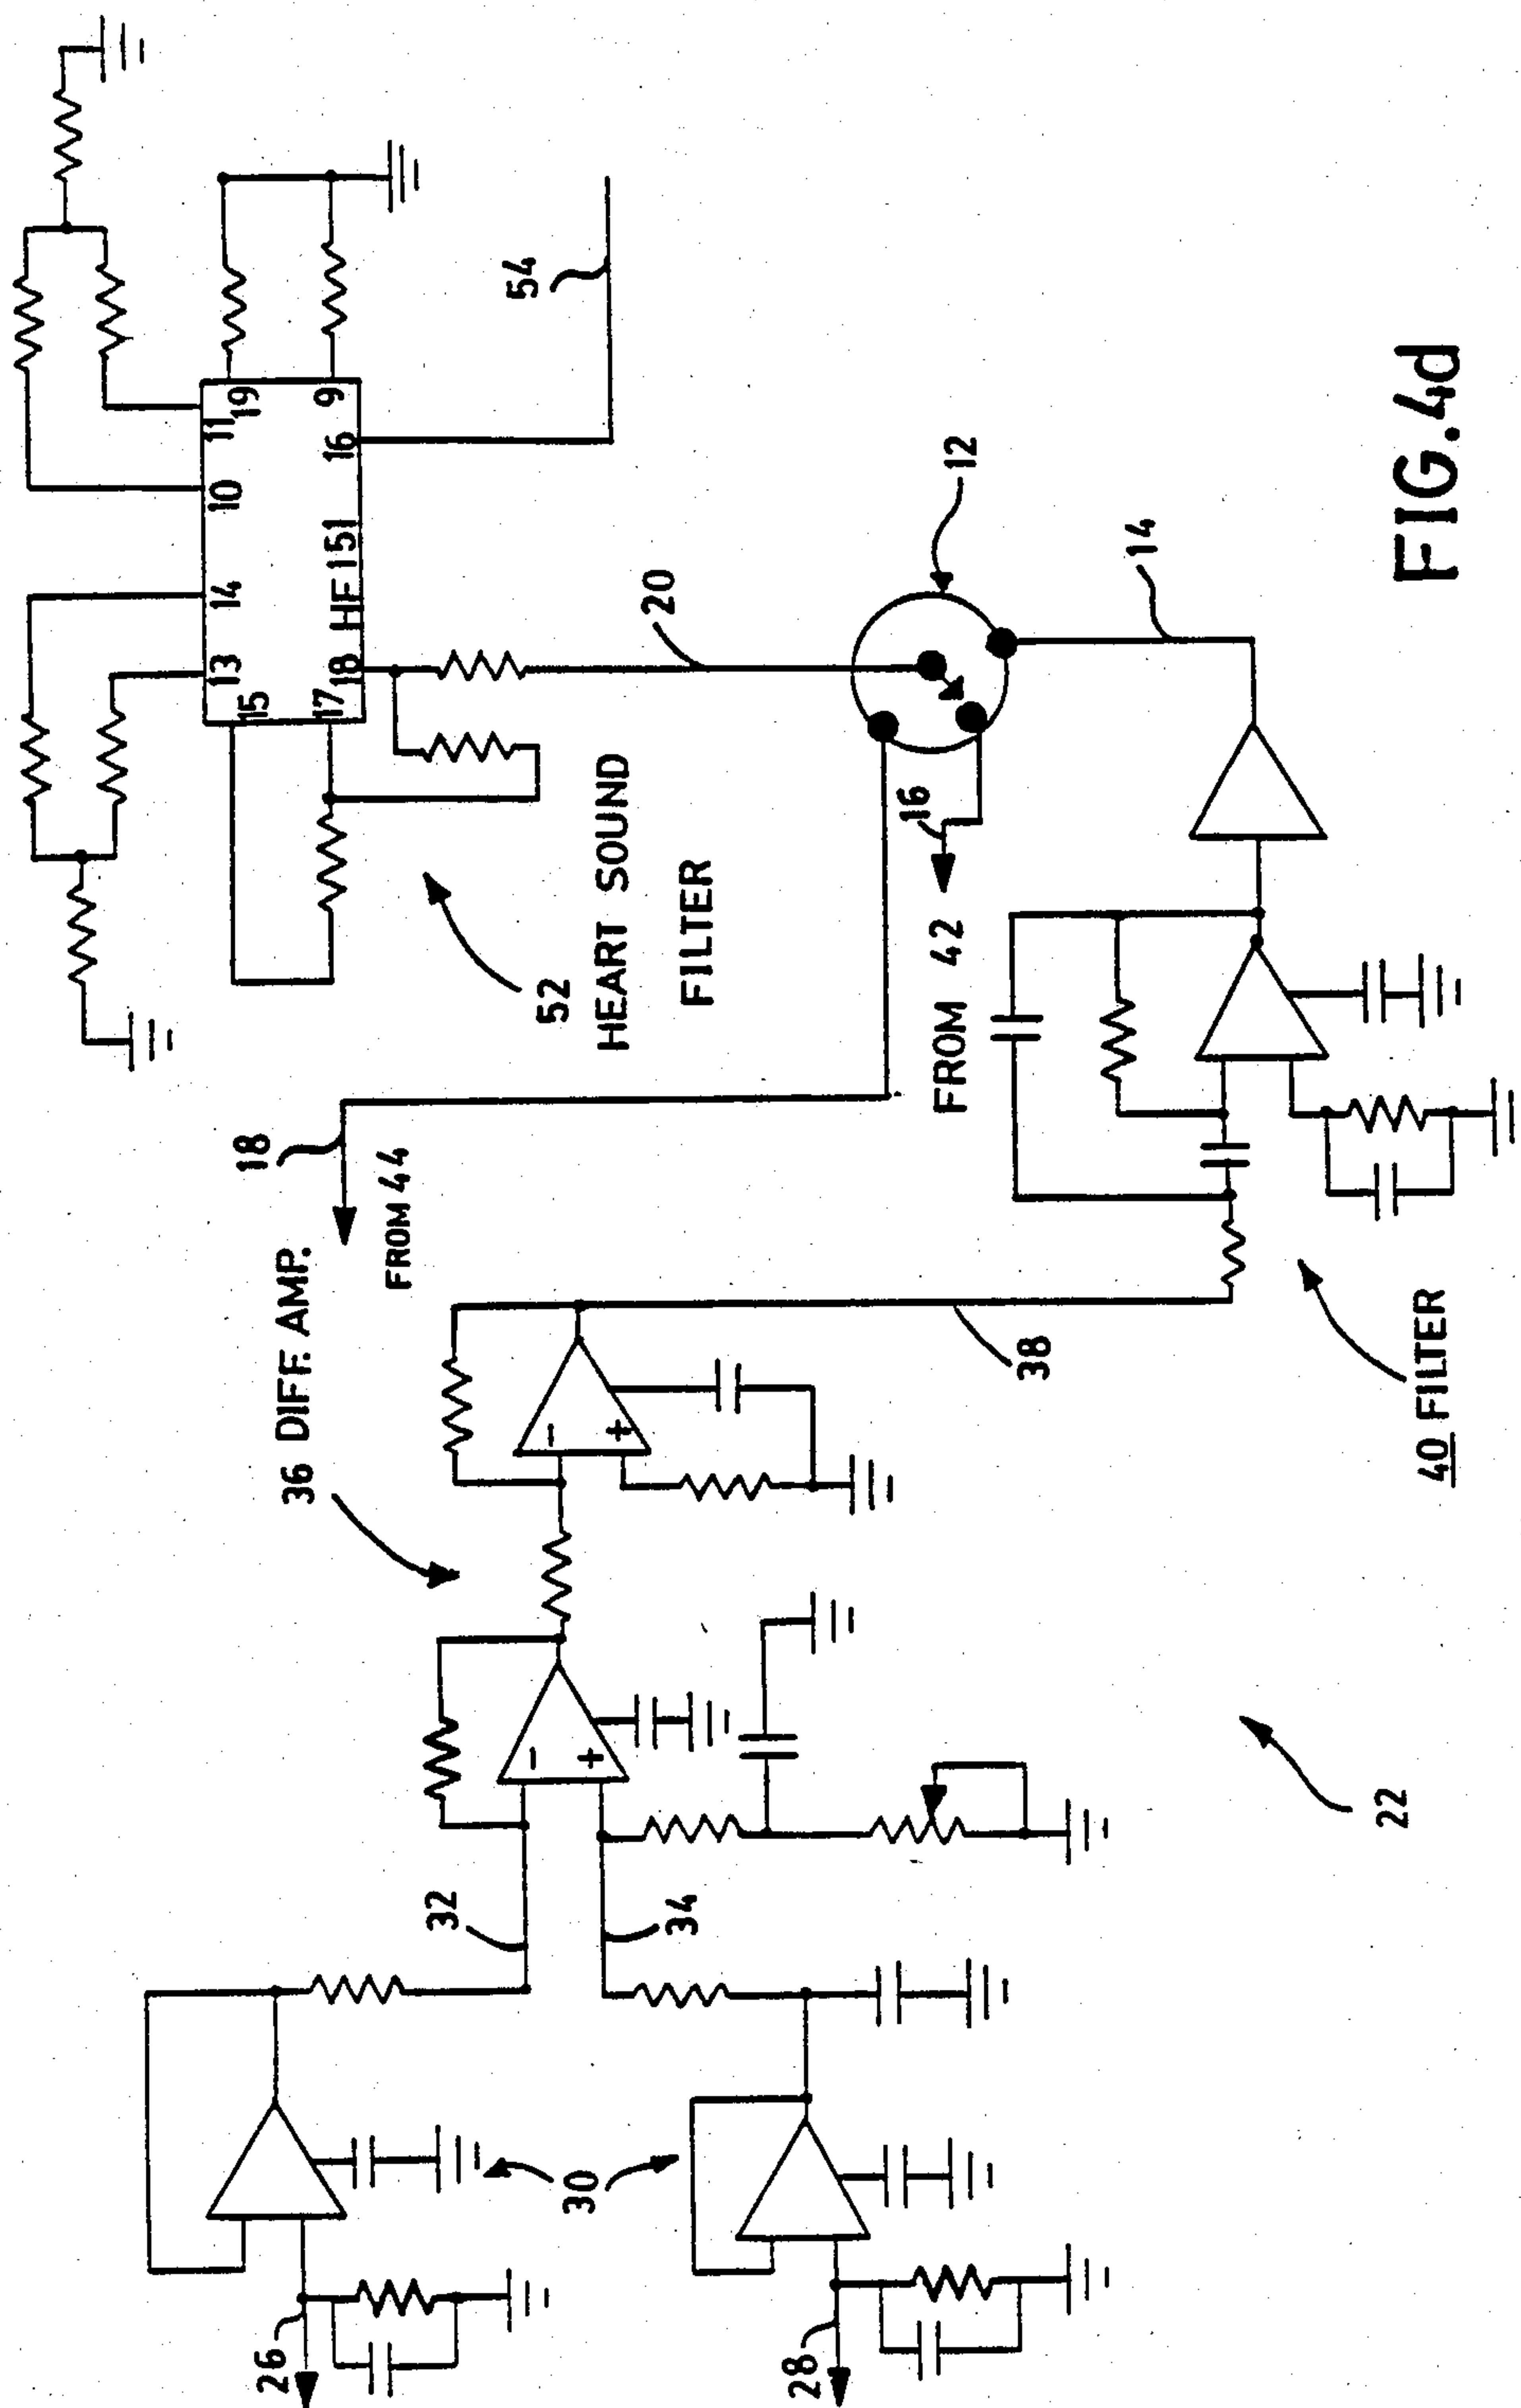 13 14 10 11
15 19
17 18 HF 151 16 9
54
52
HEART SOUND
FILTER
18
FROM 44
26
36 DIFF. AMP.
32
30
34
20
28
16
FROM 42
12
38
14
22
40 FILTER
FIG.4d